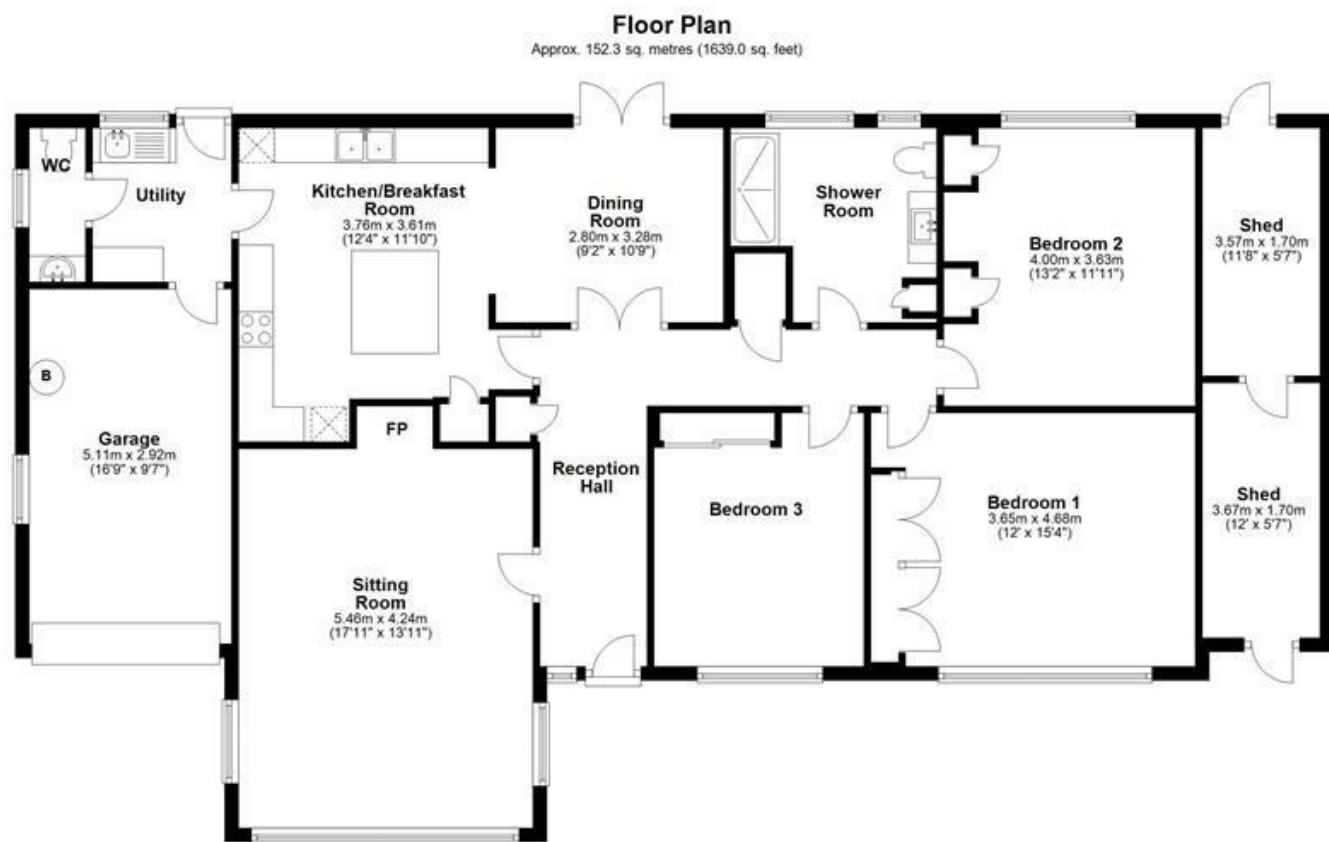 Floor Plan
Approx. 152.3 sq. metres (1639.0 sq. feet)
WC
Utility
Kitchen/Breakfast
Room
3.76m x 3.61m
(12'4" x 11'10")
Dining
Room
2.80m x 3.28m
(9'2" x 10'9")
Shower
Room
Bedroom 2
4.00m x 3.63m
(13'2" x 11'11")
Shed
3.57m x 1.70m
(11'8" x 5'7")
B
Garage
5.11m x 2.92m
(16'9" x 9'7")
FP
Reception
Hall
Bedroom 3
Bedroom 1
3.65m x 4.68m
(12' x 15'4")
Shed
3.67m x 1.70m
(12' x 5'7")
Sitting
Room
5.46m x 4.24m
(17'11" x 13'11")